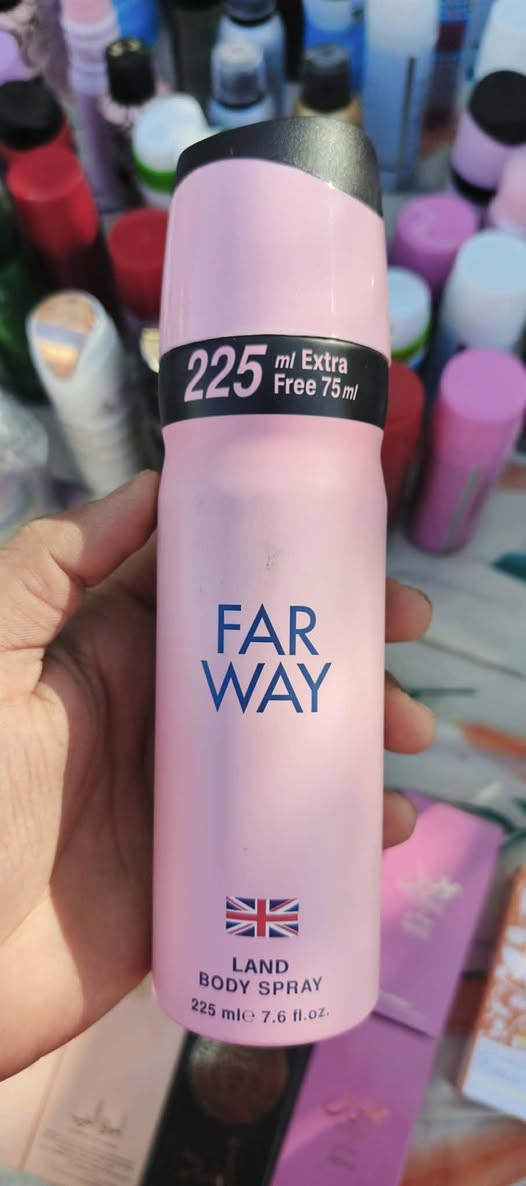 225 ml Extra
Free 75 ml
FAR
WAY
LAND
BODY SPRAY
225 ml℮ 7.6 fl.oz.